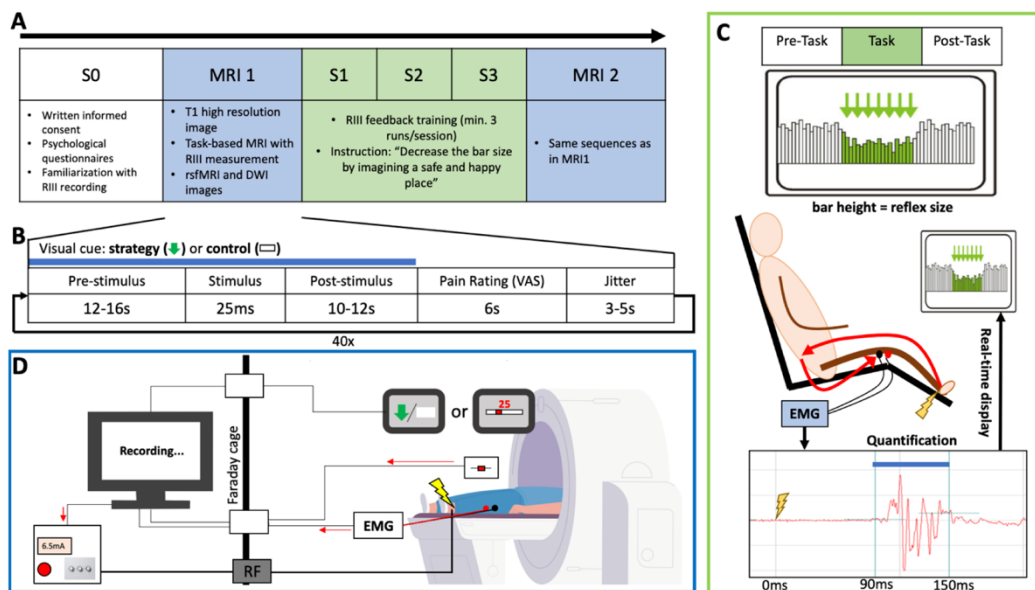 A
S0
MRI 1
S1
S2
S3
MRI 2
• Written informed
consent
• Psychological
questionnaires
• Familiarization with
RIII recording
• T1 high resolution
image
• Task-based MRI with
RIII measurement
• rsfMRI and DWI
images
• RIII feedback training (min. 3
runs/session)
• Instruction: “Decrease the bar size
by imagining a safe and happy
place”
• Same sequences as
in MRI1
B
Visual cue: strategy ( ) or control ( )
Pre-stimulus
Stimulus
Post-stimulus
Pain Rating (VAS)
Jitter
12-16s
25ms
10-12s
6s
3-5s
40x
C
Pre-Task
Task
Post-Task
bar height = reflex size
Real-time display
EMG
Quantification
0ms
90ms
150ms
D
Recording...
Faraday cage
or
25
EMG
6.5mA
RF